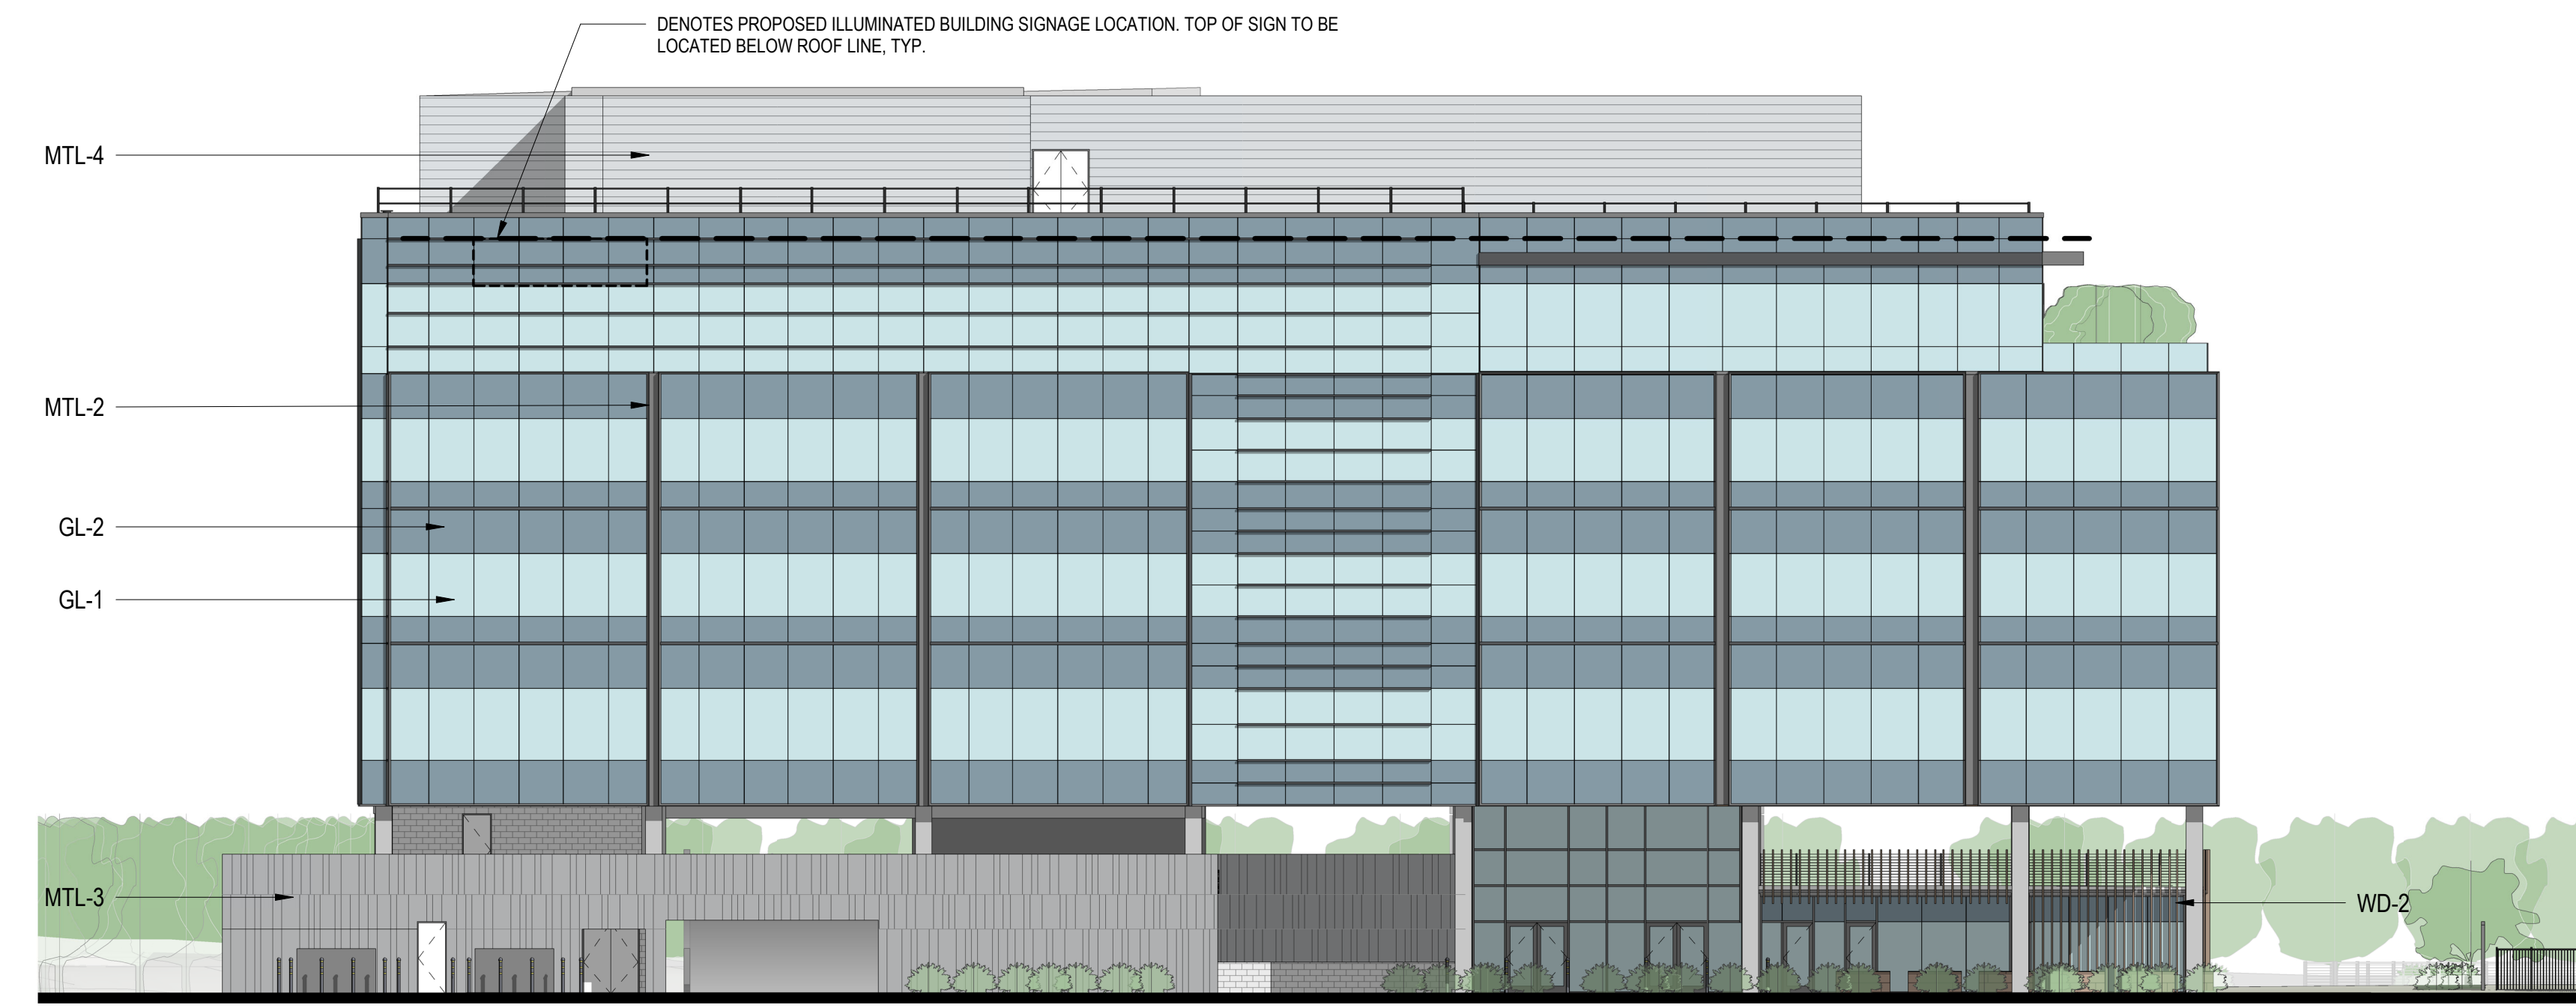 DENOTES PROPOSED ILLUMINATED BUILDING SIGNAGE LOCATION. TOP OF SIGN TO BE
LOCATED BELOW ROOF LINE, TYP.
MTL-4
MTL-2
GL-2
GL-1
MTL-3
WD-2